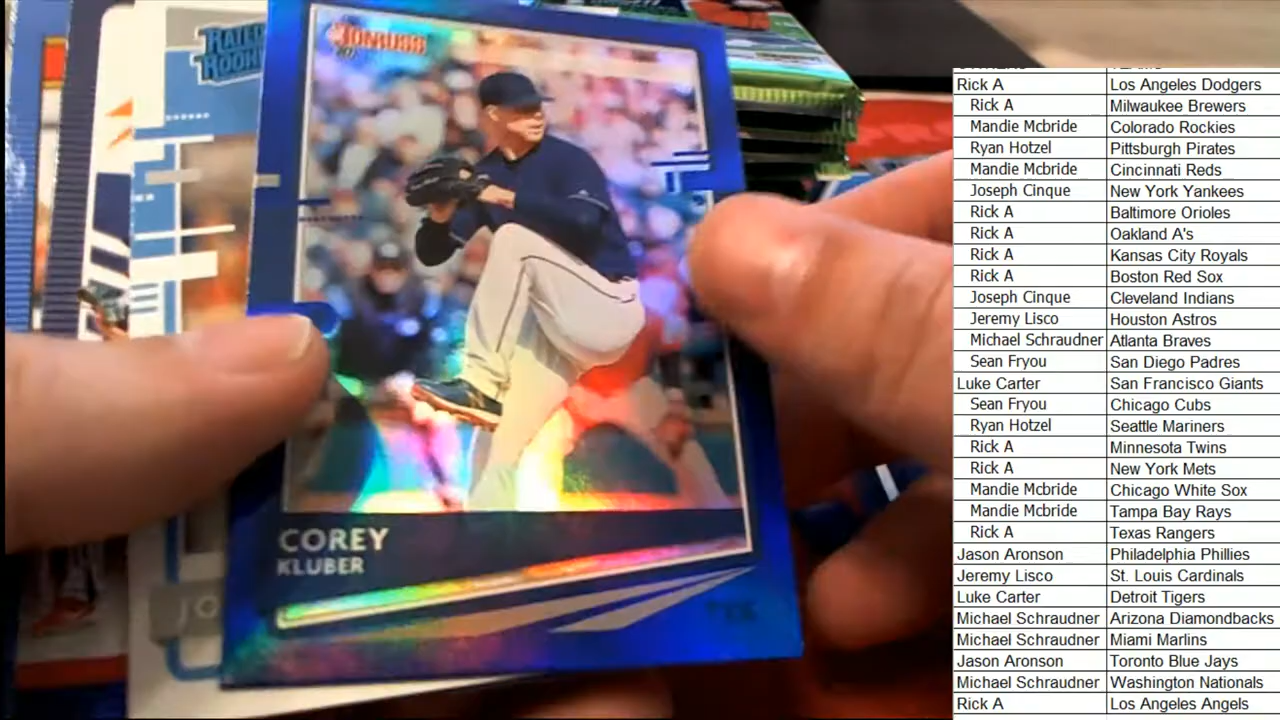 RATED
ROOKIE
DONRUSS
COREY
KLUBER
JO
Rick A Los Angeles Dodgers
Rick A Milwaukee Brewers
Mandie Mcbride Colorado Rockies
Ryan Hotzel Pittsburgh Pirates
Mandie Mcbride Cincinnati Reds
Joseph Cinque New York Yankees
Rick A Baltimore Orioles
Rick A Oakland A's
Rick A Kansas City Royals
Rick A Boston Red Sox
Joseph Cinque Cleveland Indians
Jeremy Lisco Houston Astros
Michael Schraudner Atlanta Braves
Sean Fryou San Diego Padres
Luke Carter San Francisco Giants
Sean Fryou Chicago Cubs
Ryan Hotzel Seattle Mariners
Rick A Minnesota Twins
Rick A New York Mets
Mandie Mcbride Chicago White Sox
Mandie Mcbride Tampa Bay Rays
Rick A Texas Rangers
Jason Aronson Philadelphia Phillies
Jeremy Lisco St. Louis Cardinals
Luke Carter Detroit Tigers
Michael Schraudner Arizona Diamondbacks
Michael Schraudner Miami Marlins
Jason Aronson Toronto Blue Jays
Michael Schraudner Washington Nationals
Rick A Los Angeles Angels